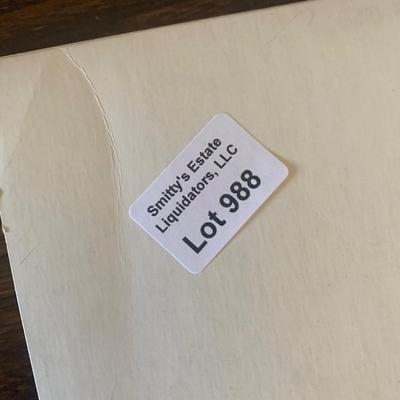 Smitty's Estate
Liquidators, LLC
Lot 988